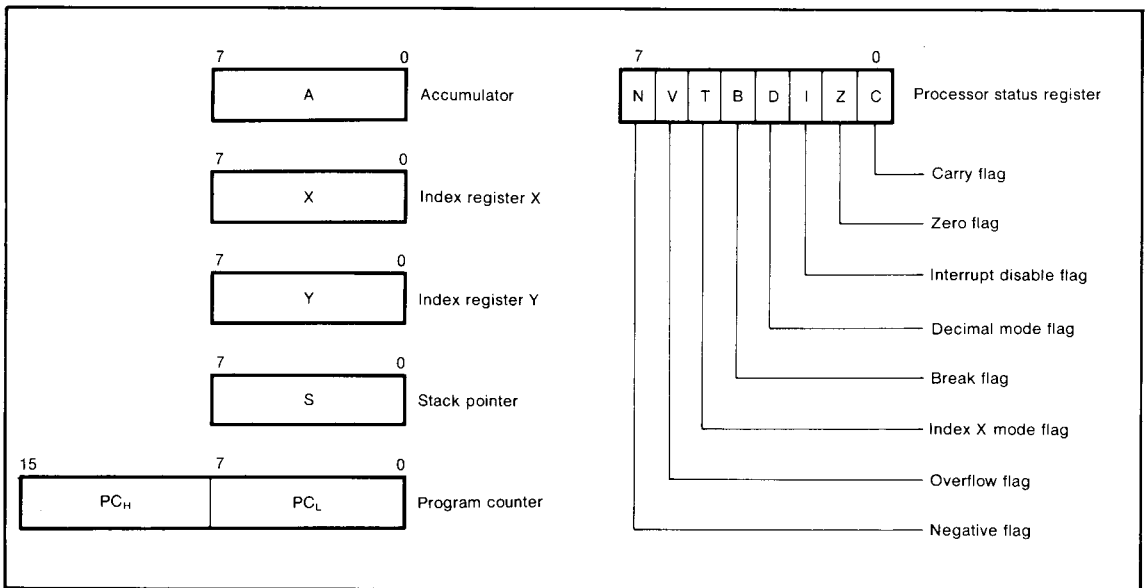 7 0
A Accumulator
7 0
X Index register X
7 0
Y Index register Y
7 0
S Stack pointer
15 7 0
PCH PCL Program counter
7 0
N V T B D I Z C Processor status register
Carry flag
Zero flag
Interrupt disable flag
Decimal mode flag
Break flag
Index X mode flag
Overflow flag
Negative flag